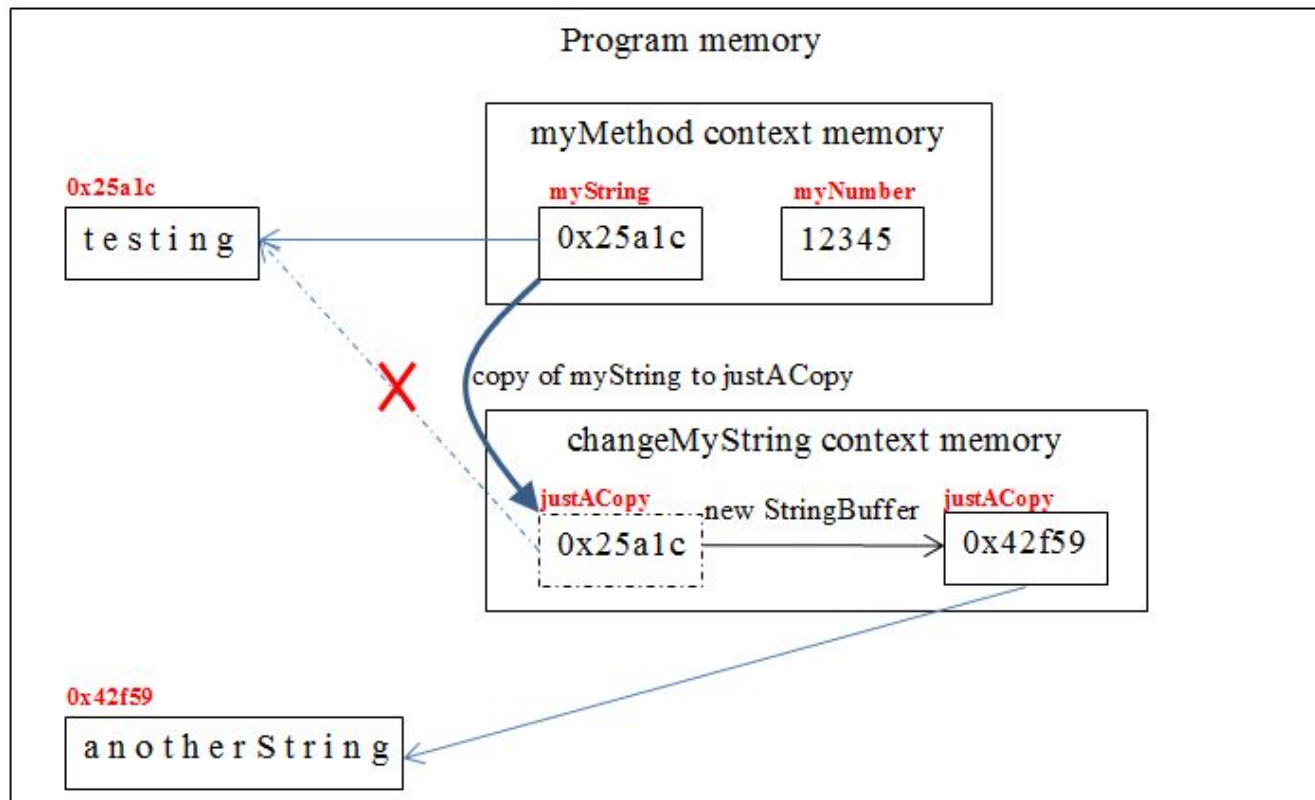 Program memory
myMethod context memory
0x25a1c
myString
myNumber
testing
0x25a1c
12345
copy of myString to justACopy
changeMyString context memory
justACopy
new StringBuffer
justACopy
0x25a1c
0x42f59
0x42f59
anotherString